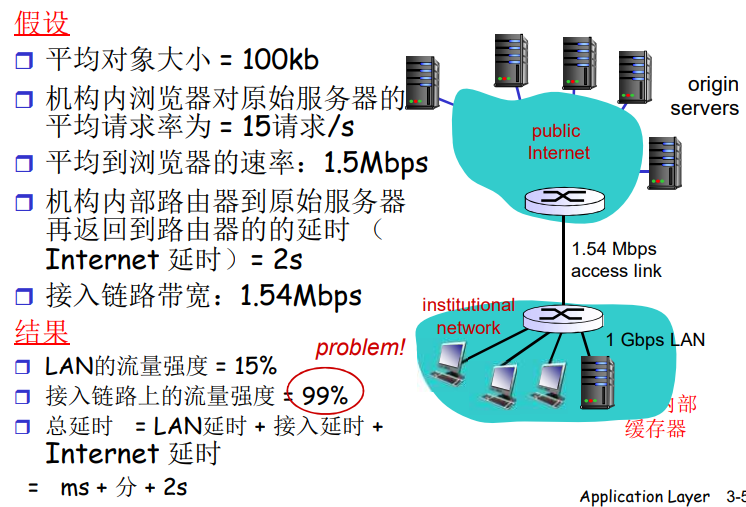 假设
平均对象大小 = 100kb
机构内浏览器对原始服务器的
平均请求率为 = 15请求/s
平均到浏览器的速率：1.5Mbps
机构内部路由器到原始服务器
再返回到路由器的的延时 （
Internet 延时）= 2s
接入链路带宽：1.54Mbps
结果
LAN的流量强度 = 15%
接入链路上的流量强度 = 99%
problem!
总延时 = LAN延时 + 接入延时 +
Internet 延时
= ms + 分 + 2s
origin
servers
public
Internet
1.54 Mbps
access link
institutional
network
1 Gbps LAN
内部
缓存器
Application Layer 3-5